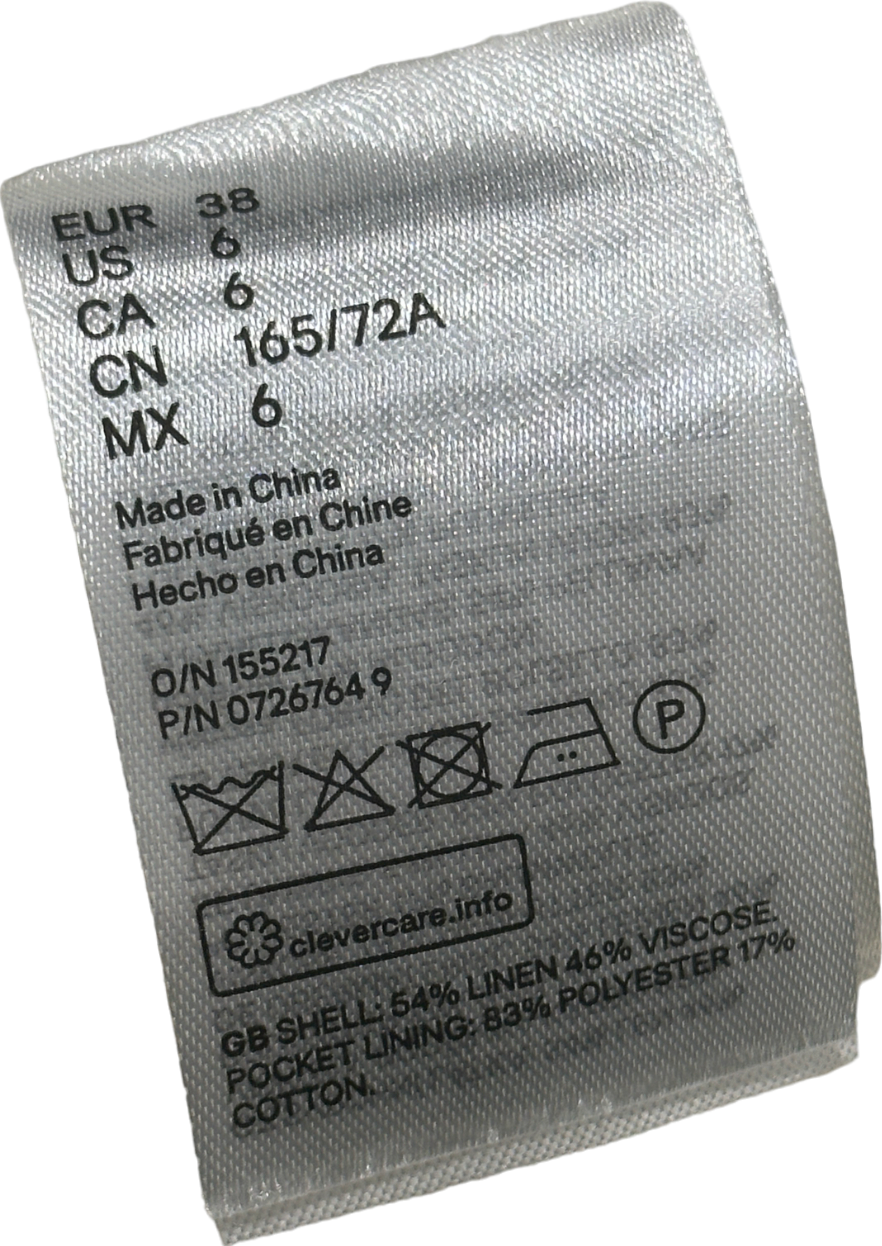 EUR 38
US 6
CA 6
CN 165/72A
MX 6
Made in China
Fabriqué en Chine
Hecho en China
O/N 155217
P/N 0726764 9
P
clevercare.info
GB SHELL: 54% LINEN 46% VISCOSE.
POCKET LINING: 83% POLYESTER 17%
COTTON.